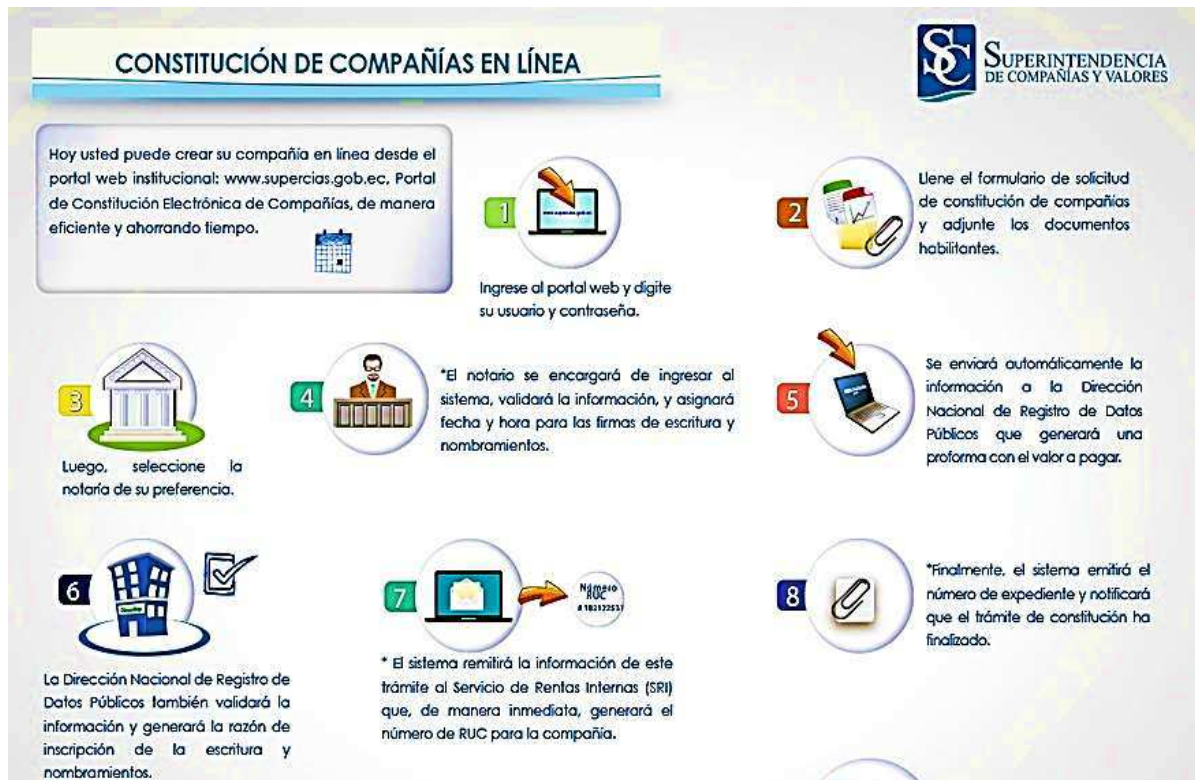 CONSTITUCIÓN DE COMPAÑÍAS EN LÍNEA
SC
SUPERINTENDENCIA
DE COMPAÑÍAS Y VALORES
Hoy usted puede crear su compañía en línea desde el
portal web institucional: www.supercias.gob.ec, Portal
de Constitución Electrónica de Compañías, de manera
eficiente y ahorrando tiempo.
1
Ingrese al portal web y digite
su usuario y contraseña.
2
Llene el formulario de solicitud
de constitución de compañías
y adjunte los documentos
habilitantes.
3
Luego, seleccione la
notaría de su preferencia.
4
*El notario se encargará de ingresar al
sistema, validará la información, y asignará
fecha y hora para las firmas de escritura y
nombramientos.
5
Se enviará automáticamente la
información a la Dirección
Nacional de Registro de Datos
Públicos que generará una
proforma con el valor a pagar.
6
La Dirección Nacional de Registro de
Datos Públicos también validará la
información y generará la razón de
inscripción de la escritura y
nombramientos.
7
Número
RUC
* El sistema remitirá la información de este
trámite al Servicio de Rentas Internas (SRI)
que, de manera inmediata, generará el
número de RUC para la compañía.
8
*Finalmente, el sistema emitirá el
número de expediente y notificará
que el trámite de constitución ha
finalizado.